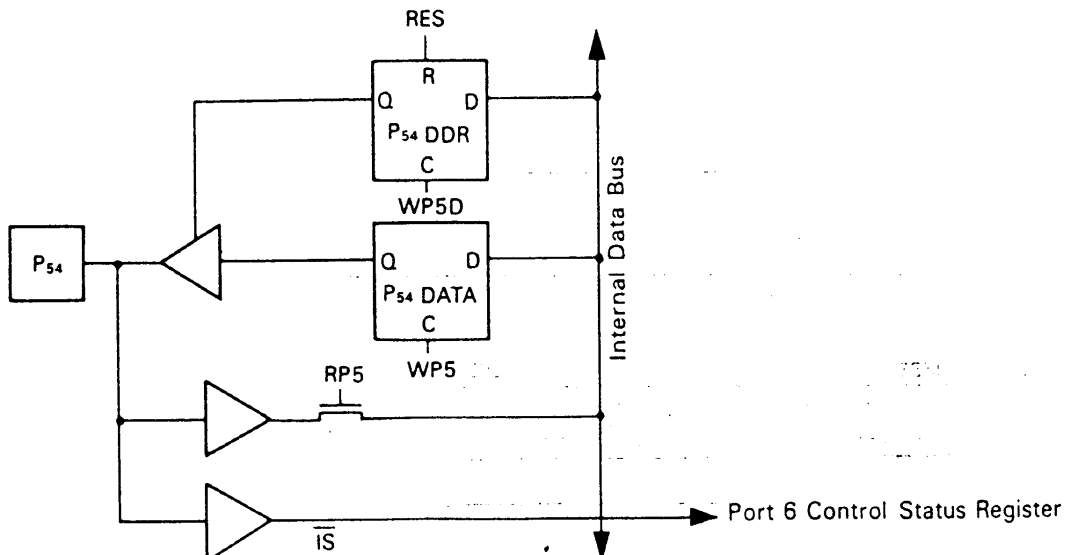 RES
R
Q D
P54 DDR
C
WP5D
P54
Q D
P54 DATA
C
WP5
Internal Data Bus
RP5
IS
Port 6 Control Status Register